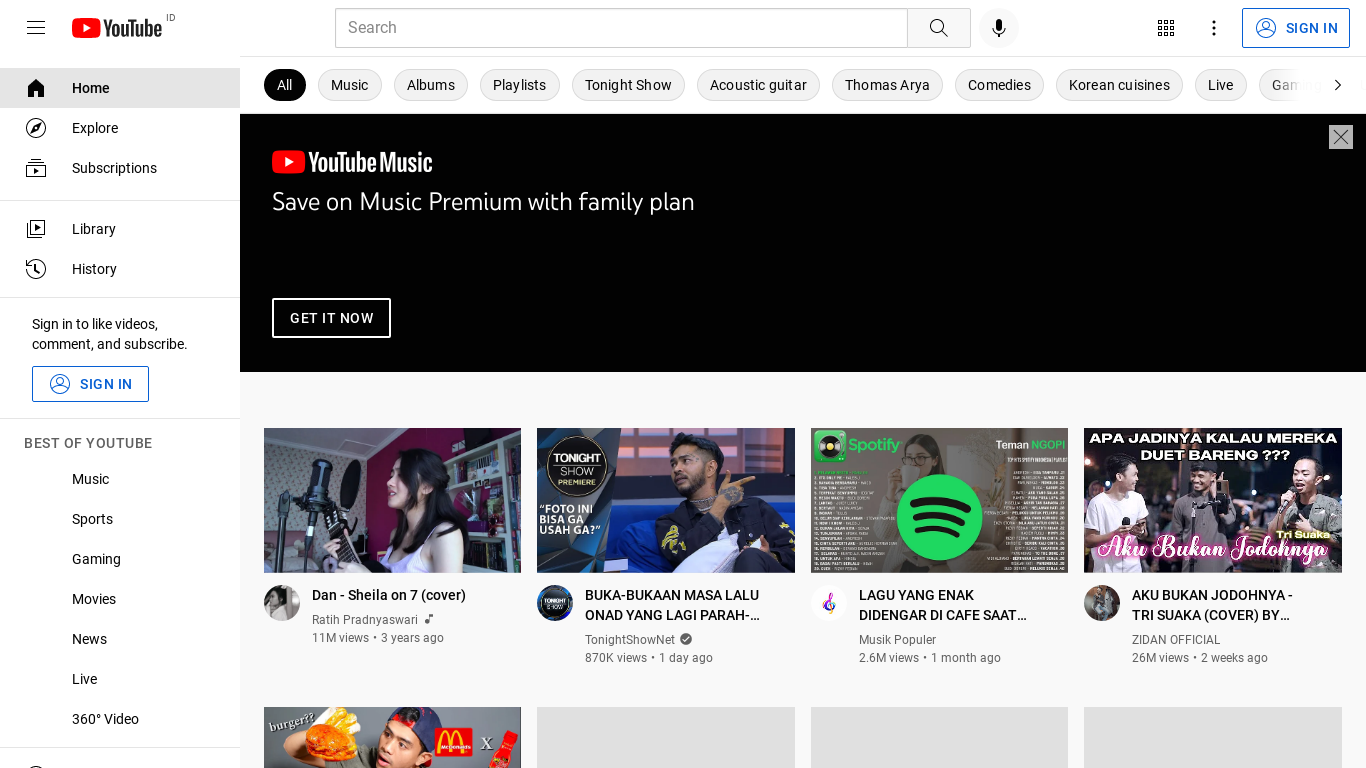 YouTube ID
Search
SIGN IN
Home
Explore
Subscriptions
Library
History
Sign in to like videos,
comment, and subscribe.
SIGN IN
BEST OF YOUTUBE
Music
Sports
Gaming
Movies
News
Live
360° Video
All
Music
Albums
Playlists
Tonight Show
Acoustic guitar
Thomas Arya
Comedies
Korean cuisines
Live
Gaming
YouTube Music
Save on Music Premium with family plan
GET IT NOW
Dan - Sheila on 7 (cover)
Ratih Pradnyaswari
11M views • 3 years ago
TONIGHT
SHOW
PREMIERE
"FOTO INI
BISA GA
USAH GA?"
TONIGHT
SHOW
BUKA-BUKAAN MASA LALU
ONAD YANG LAGI PARAH-…
TonightShowNet
870K views • 1 day ago
Spotify
Teman NGOPI
LAGU YANG ENAK
DIDENGAR DI CAFE SAAT…
Musik Populer
2.6M views • 1 month ago
APA JADINYA KALAU MEREKA
DUET BARENG ???
Tri Suaka
Aku Bukan Jodohnya
AKU BUKAN JODOHNYA -
TRI SUAKA (COVER) BY…
ZIDAN OFFICIAL
26M views • 2 weeks ago
burger??
McDonald's
X